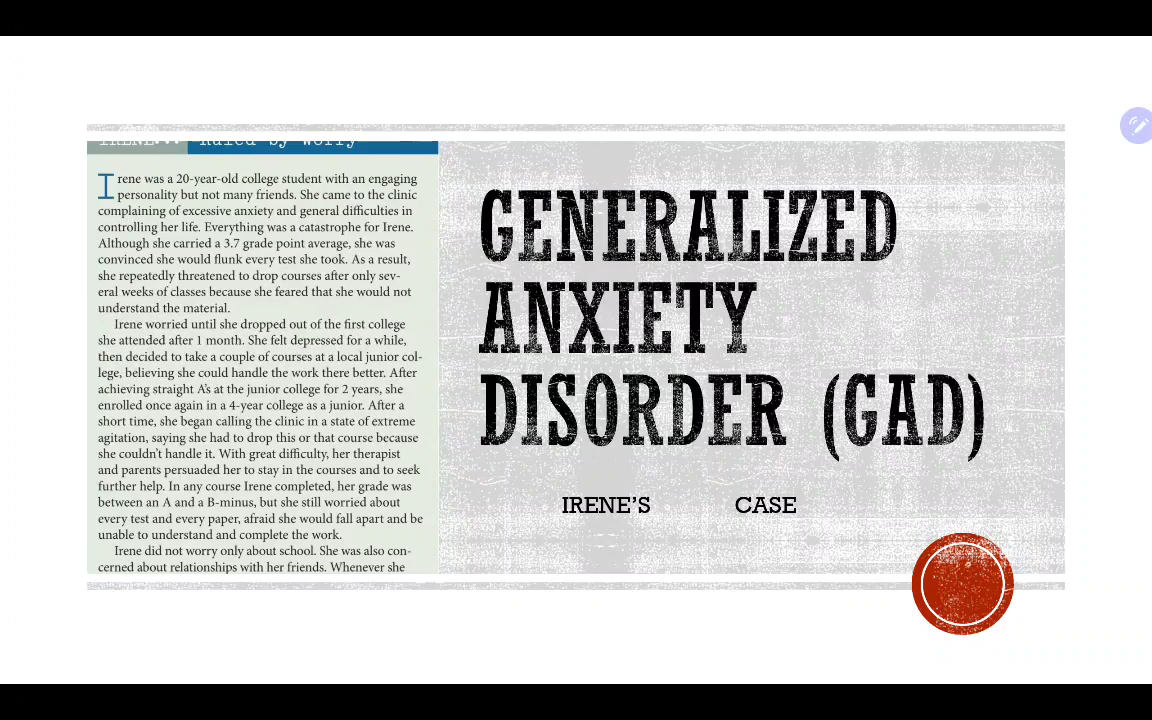 IRENE... Ruled by Worry
Irene was a 20-year-old college student with an engaging
personality but not many friends. She came to the clinic
complaining of excessive anxiety and general difficulties in
controlling her life. Everything was a catastrophe for Irene.
Although she carried a 3.7 grade point average, she was
convinced she would flunk every test she took. As a result,
she repeatedly threatened to drop courses after only sev-
eral weeks of classes because she feared that she would not
understand the material.
Irene worried until she dropped out of the first college
she attended after 1 month. She felt depressed for a while,
then decided to take a couple of courses at a local junior col-
lege, believing she could handle the work there better. After
achieving straight A's at the junior college for 2 years, she
enrolled once again in a 4-year college as a junior. After a
short time, she began calling the clinic in a state of extreme
agitation, saying she had to drop this or that course because
she couldn't handle it. With great difficulty, her therapist
and parents persuaded her to stay in the courses and to seek
further help. In any course Irene completed, her grade was
between an A and a B-minus, but she still worried about
every test and every paper, afraid she would fall apart and be
unable to understand and complete the work.
Irene did not worry only about school. She was also con-
cerned about relationships with her friends. Whenever she
GENERALIZED
ANXIETY
DISORDER (GAD)
IRENE'S CASE